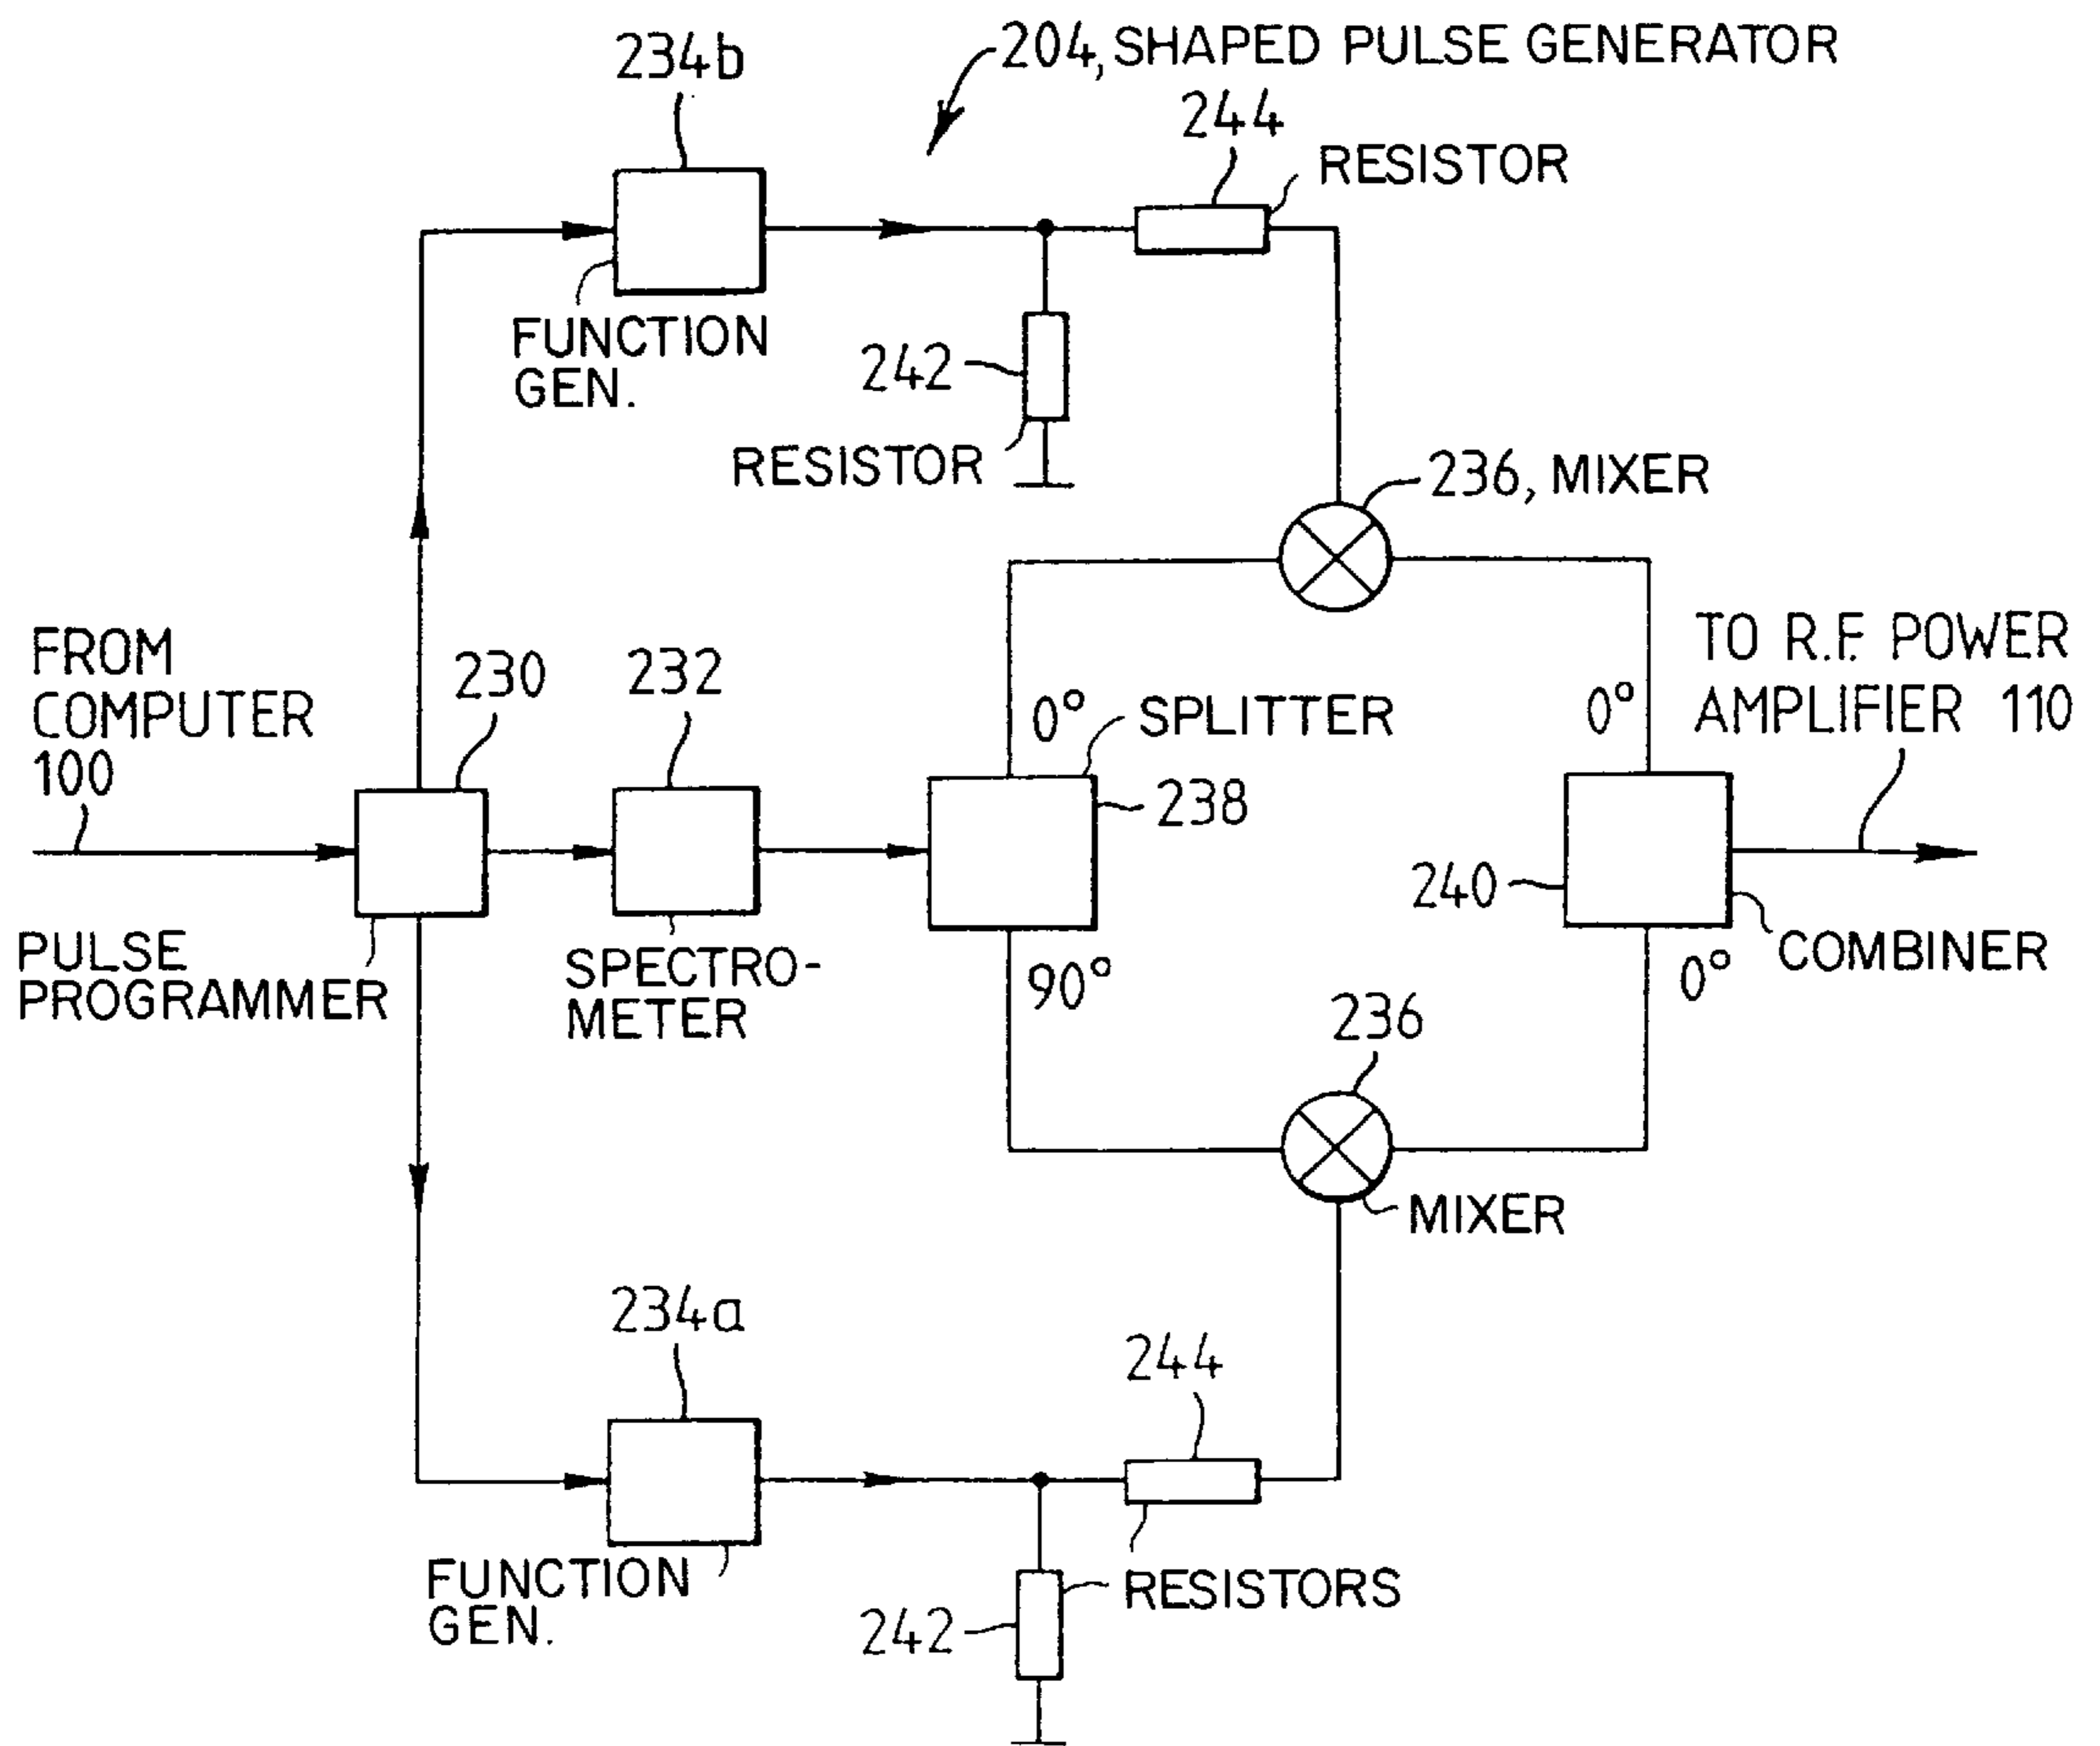 234b
204, SHAPED PULSE GENERATOR
244
RESISTOR
FUNCTION
GEN.
242
RESISTOR
236, MIXER
FROM
COMPUTER
100
230
232
0°
SPLITTER
238
0°
TO R.F. POWER
AMPLIFIER 110
240
PULSE
PROGRAMMER
SPECTRO-
METER
90°
COMBINER
0°
236
MIXER
234a
244
FUNCTION
GEN.
242
RESISTORS